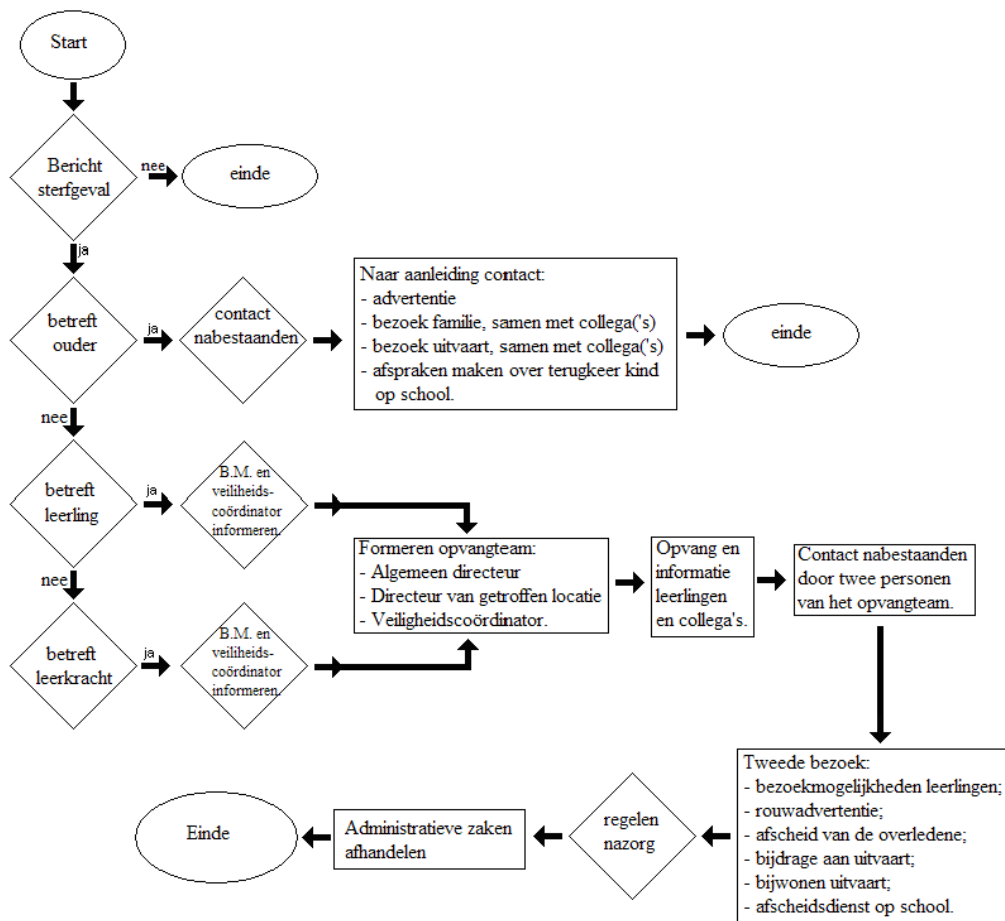 Start
Bericht
sterfgeval
nee
einde
ja
betreft
ouder
ja
contact
nabestaanden
Naar aanleiding contact:
- advertentie
- bezoek familie, samen met collega('s)
- bezoek uitvaart, samen met collega('s)
- afspraken maken over terugkeer kind
op school.
einde
nee
betreft
leerling
ja
B.M. en
veiliheids-
coördinator
informeren.
nee
betreft
leerkracht
ja
B.M. en
veiliheids-
coördinator
informeren.
Formeren opvangteam:
- Algemeen directeur
- Directeur van getroffen locatie
- Veiligheidscoördinator.
Opvang en
informatie
leerlingen
en collega's.
Contact nabestaanden
door twee personen
van het opvangteam.
Tweede bezoek:
- bezoekmogelijkheden leerlingen;
- rouwadvertentie;
- afscheid van de overledene;
- bijdrage aan uitvaart;
- bijwonen uitvaart;
- afscheidsdienst op school.
regelen
nazorg
Administratieve zaken
afhandelen
Einde